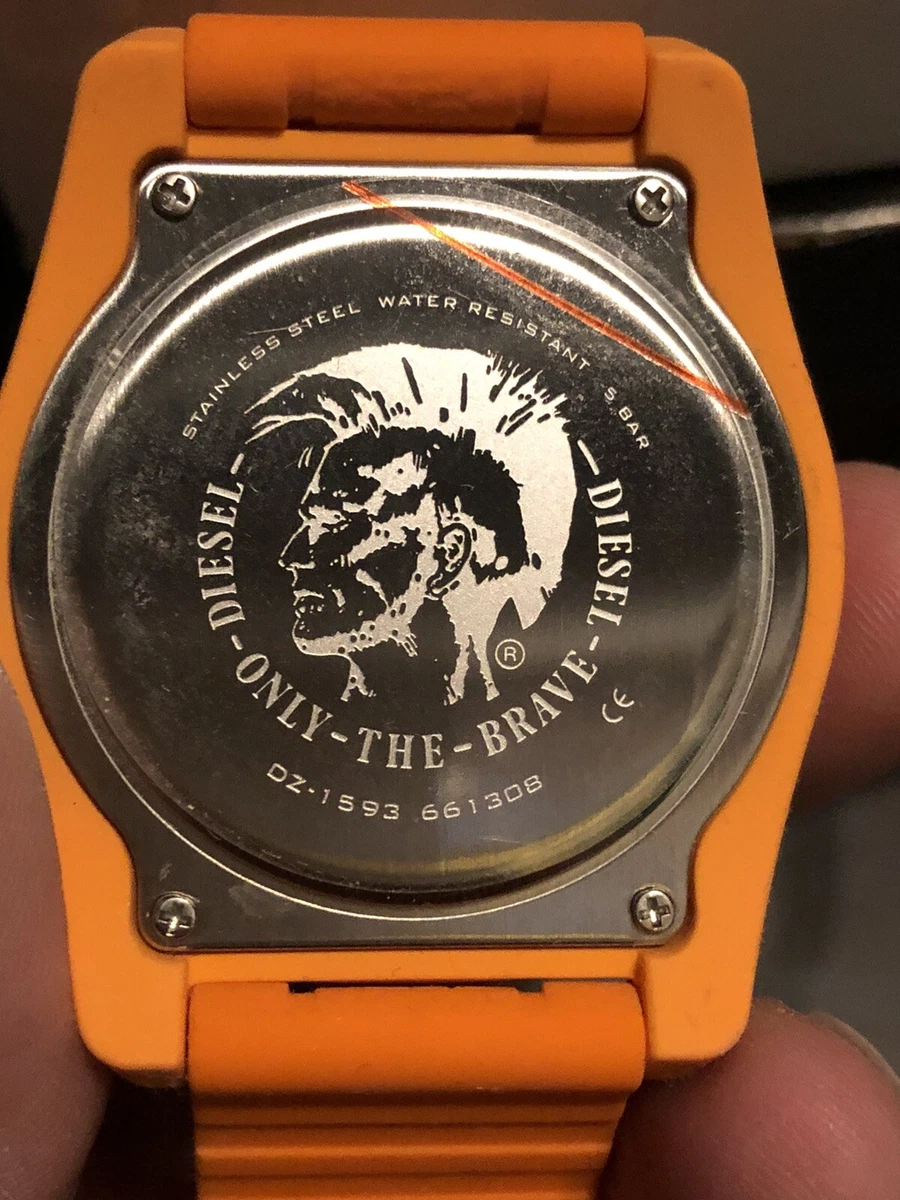 STAINLESS STEEL WATER RESISTANT 5 BAR
-DIESEL-ONLY-THE-BRAVE-DIESEL-
®
CE
DZ-1593 661308